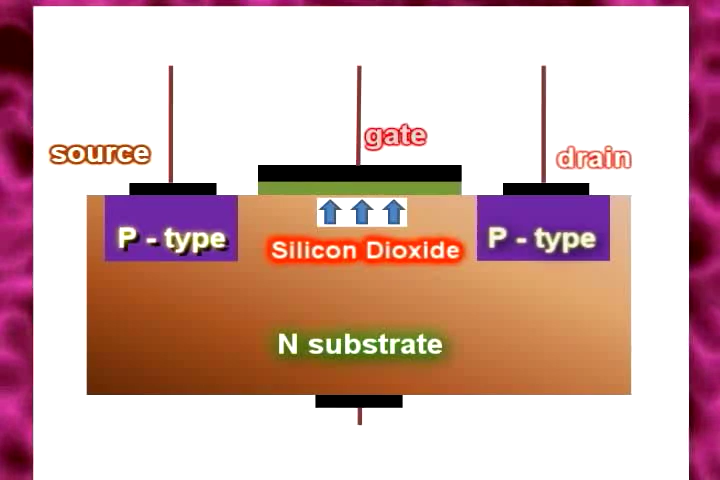 gate
source
drain
P - type
P - type
Silicon Dioxide
N substrate